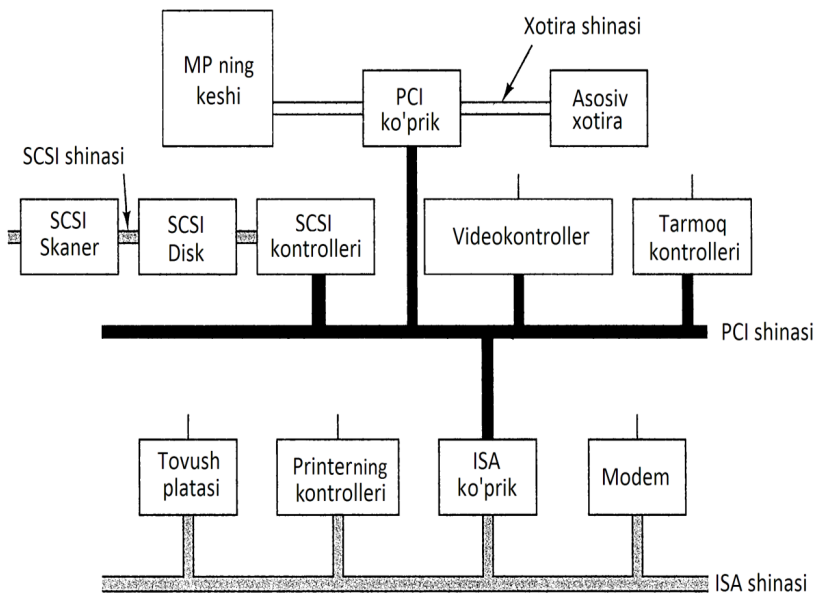 Xotira shinasi
MP ning
keshi
PCI
ko'prik
Asosiv
xotira
SCSI shinasi
SCSI
Skaner
SCSI
Disk
SCSI
kontrolleri
Videokontroller
Tarmoq
kontrolleri
PCI shinasi
Tovush
platasi
Printerning
kontrolleri
ISA
ko'prik
Modem
ISA shinasi